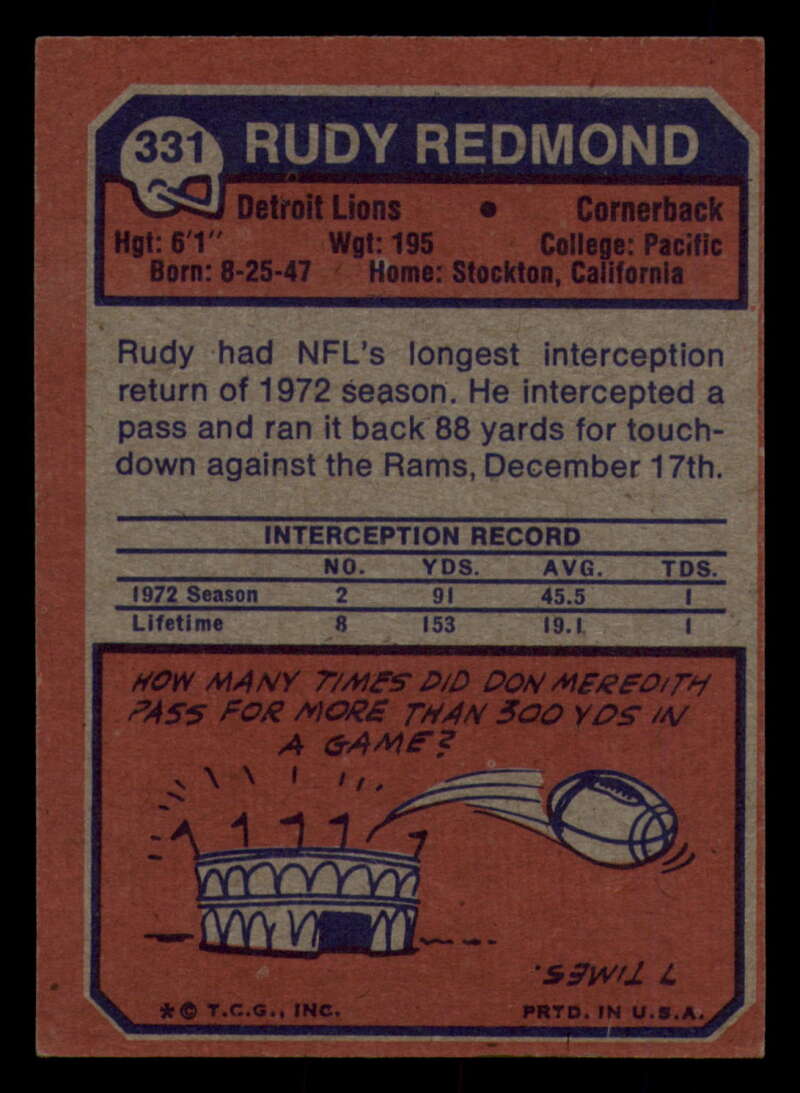 331 RUDY REDMOND
Detroit Lions • Cornerback
Hgt: 6'1" Wgt: 195 College: Pacific
Born: 8-25-47 Home: Stockton, California
Rudy had NFL's longest interception
return of 1972 season. He intercepted a
pass and ran it back 88 yards for touch-
down against the Rams, December 17th.
INTERCEPTION RECORD
NO. YDS. AVG. TDS.
1972 Season 2 91 45.5 1
Lifetime 8 153 19.1 1
HOW MANY TIMES DID DON MEREDITH
PASS FOR MORE THAN 300 YDS IN
A GAME?
7 TIMES.
* © T.C.G., INC. PRTD. IN U.S.A.